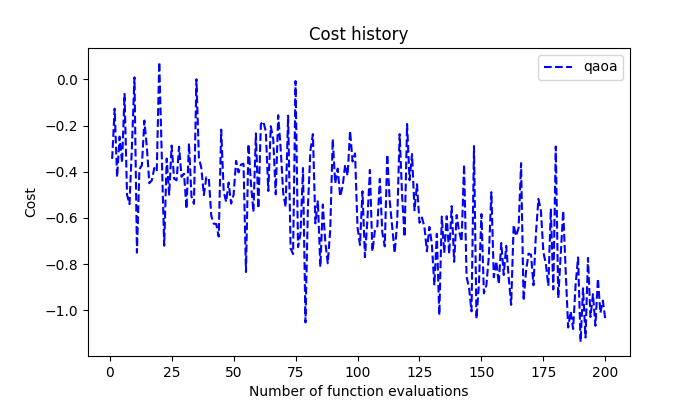 Cost history
qaoa
Cost
0.0
−0.2
−0.4
−0.6
−0.8
−1.0
0 25 50 75 100 125 150 175 200
Number of function evaluations